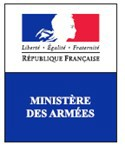 Liberté • Égalité • Fraternité
RÉPUBLIQUE FRANÇAISE
MINISTÈRE
DES ARMÉES